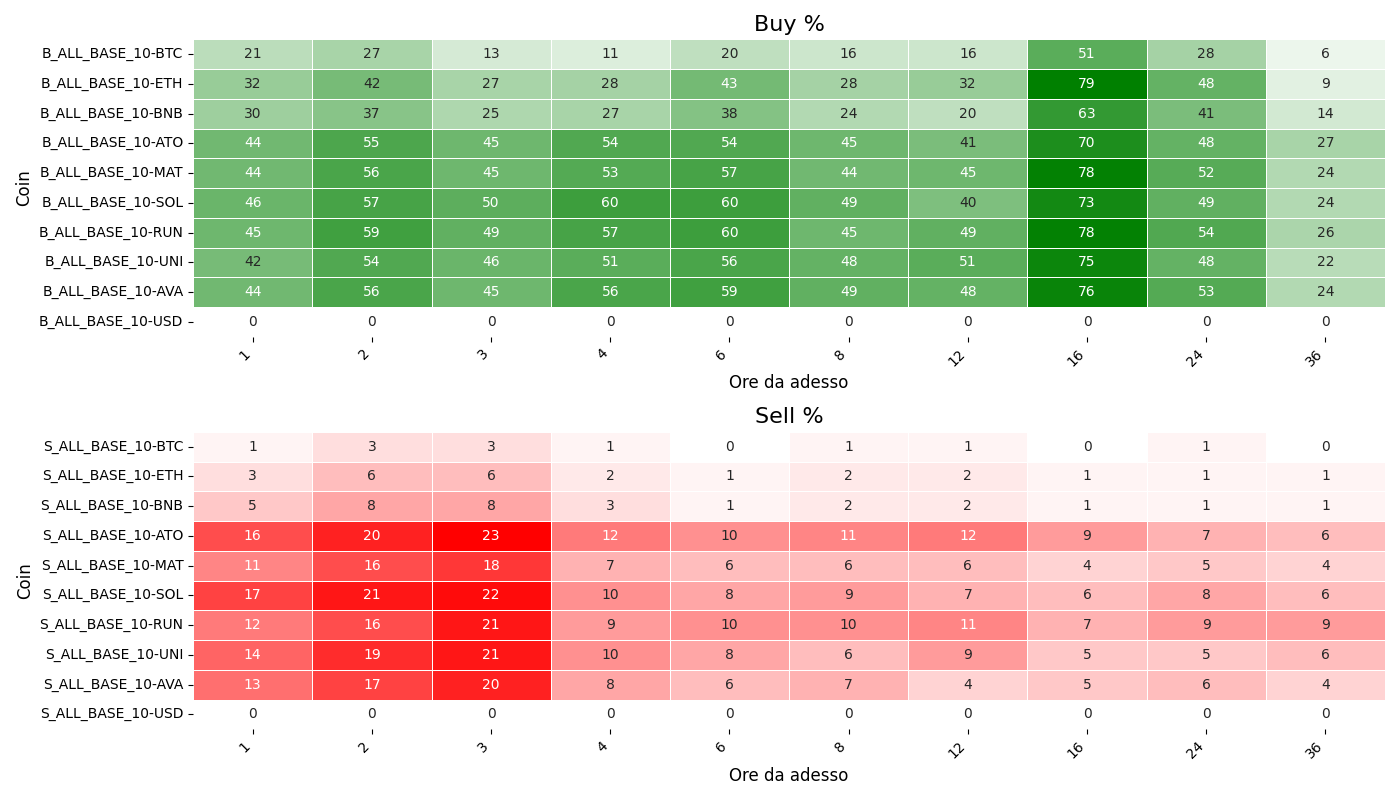 Buy %
Coin
B_ALL_BASE_10-BTC 21 27 13 11 20 16 16 51 28 6
B_ALL_BASE_10-ETH 32 42 27 28 43 28 32 79 48 9
B_ALL_BASE_10-BNB 30 37 25 27 38 24 20 63 41 14
B_ALL_BASE_10-ATO 44 55 45 54 54 45 41 70 48 27
B_ALL_BASE_10-MAT 44 56 45 53 57 44 45 78 52 24
B_ALL_BASE_10-SOL 46 57 50 60 60 49 40 73 49 24
B_ALL_BASE_10-RUN 45 59 49 57 60 45 49 78 54 26
B_ALL_BASE_10-UNI 42 54 46 51 56 48 51 75 48 22
B_ALL_BASE_10-AVA 44 56 45 56 59 49 48 76 53 24
B_ALL_BASE_10-USD 0 0 0 0 0 0 0 0 0 0
1 2 3 4 6 8 12 16 24 36
Ore da adesso
Sell %
Coin
S_ALL_BASE_10-BTC 1 3 3 1 0 1 1 0 1 0
S_ALL_BASE_10-ETH 3 6 6 2 1 2 2 1 1 1
S_ALL_BASE_10-BNB 5 8 8 3 1 2 2 1 1 1
S_ALL_BASE_10-ATO 16 20 23 12 10 11 12 9 7 6
S_ALL_BASE_10-MAT 11 16 18 7 6 6 6 4 5 4
S_ALL_BASE_10-SOL 17 21 22 10 8 9 7 6 8 6
S_ALL_BASE_10-RUN 12 16 21 9 10 10 11 7 9 9
S_ALL_BASE_10-UNI 14 19 21 10 8 6 9 5 5 6
S_ALL_BASE_10-AVA 13 17 20 8 6 7 4 5 6 4
S_ALL_BASE_10-USD 0 0 0 0 0 0 0 0 0 0
1 2 3 4 6 8 12 16 24 36
Ore da adesso